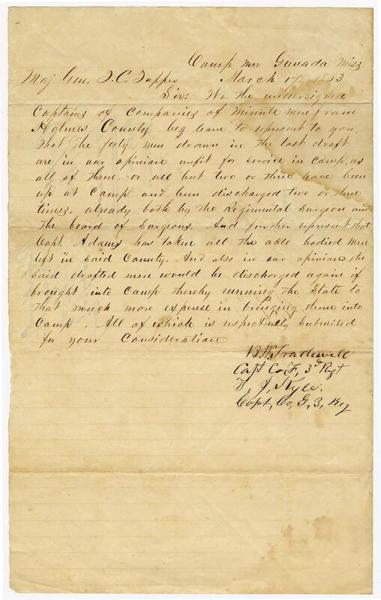 Camp near Grenada Miss
Maj Gen. T. C. Tupper March 17 1863
Sir: We the undersigned
Captains of Companies of Minute men from
Holmes County, beg leave to represent to you,
that the forty men drawn in the last draft
are in our opinion unfit for service in camp, as
all of them, or all but two or three have been
up at Camp and been discharged two or three
times, already both by the Regimental Surgeon and
the board of Surgeons. And further represent that
Capt. Adams has taken all the able bodied men
left in said County. And also in our opinion the
said drafted men would be discharged again if
brought into Camp thereby running the State to
that much more expense in bringing them into
Camp. All of which is respectfully submitted
for your Consideration
B. W. Tradewell
Capt Co. F, 3rd Regt
Kyle.
Capt, Co, G, 3, Reg